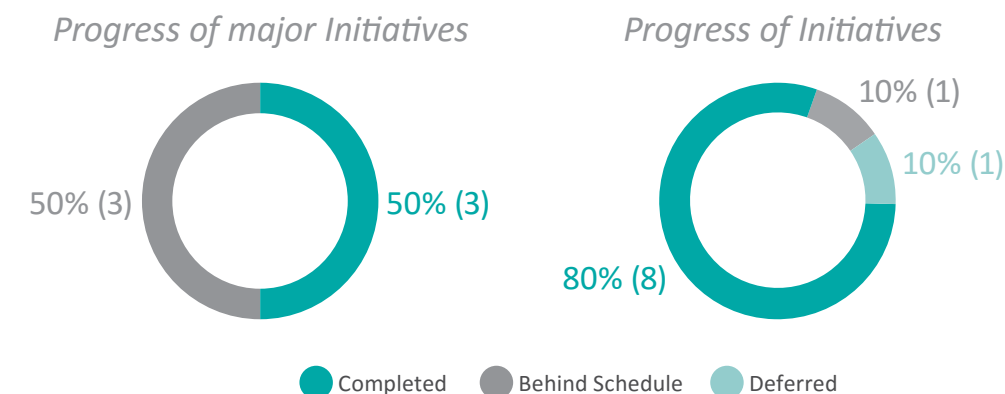 Progress of major Initiatives
50% (3)
50% (3)
Progress of Initiatives
10% (1)
10% (1)
80% (8)
Completed
Behind Schedule
Deferred